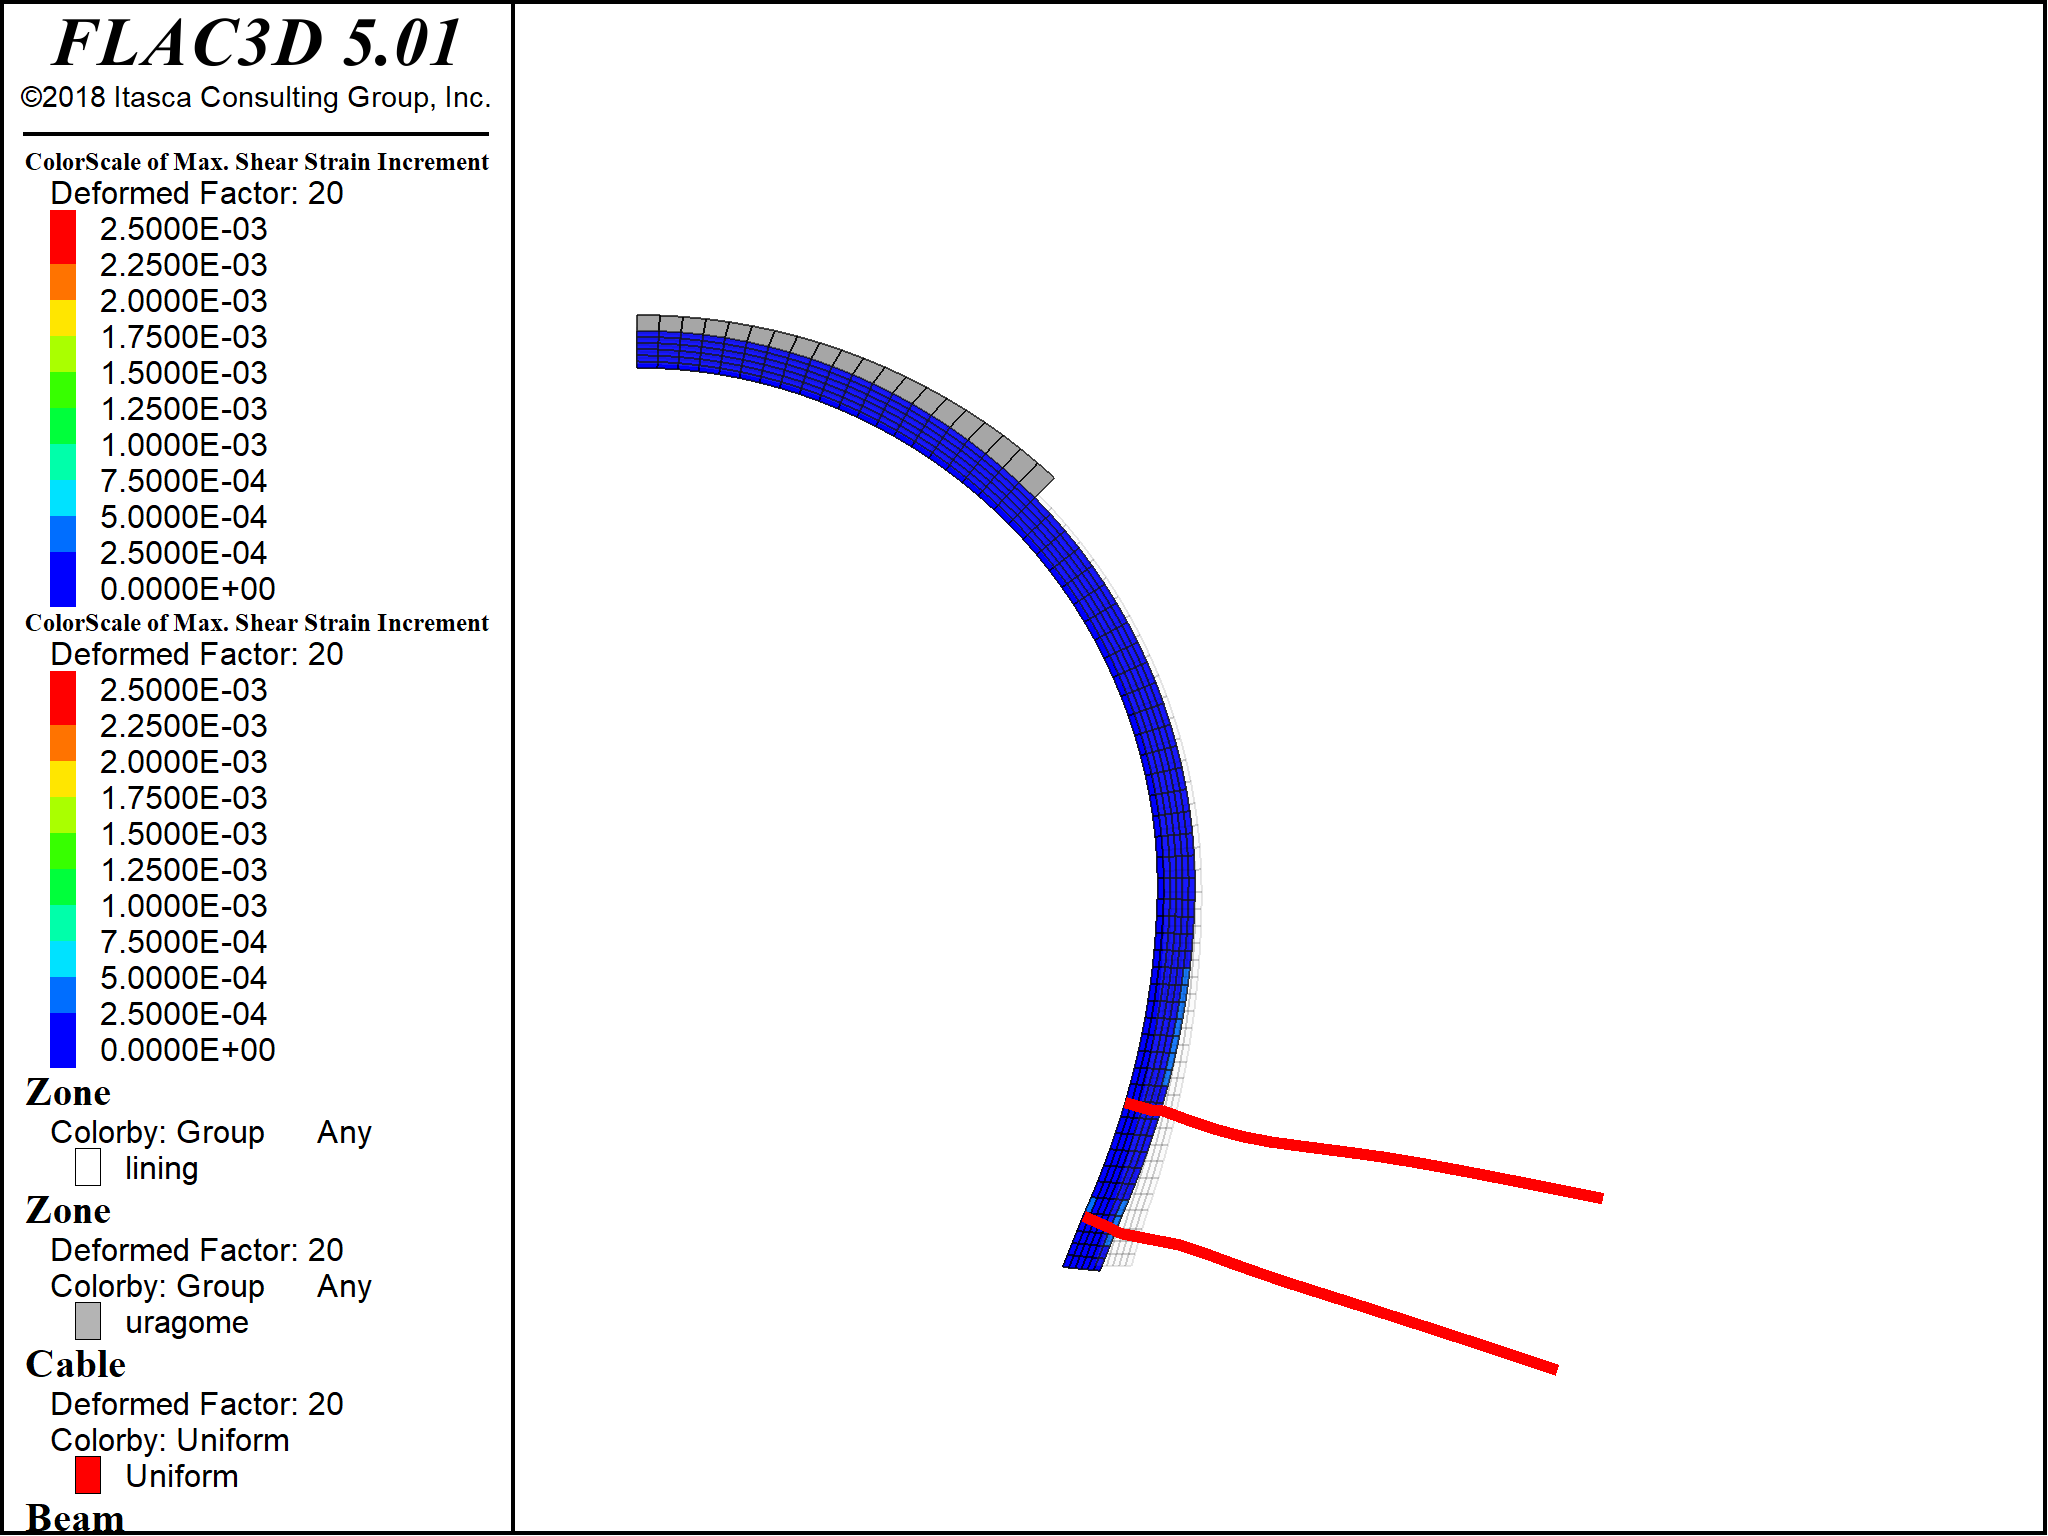 FLAC3D 5.01
©2018 Itasca Consulting Group, Inc.
ColorScale of Max. Shear Strain Increment
Deformed Factor: 20
2.5000E-03
2.2500E-03
2.0000E-03
1.7500E-03
1.5000E-03
1.2500E-03
1.0000E-03
7.5000E-04
5.0000E-04
2.5000E-04
0.0000E+00
ColorScale of Max. Shear Strain Increment
Deformed Factor: 20
2.5000E-03
2.2500E-03
2.0000E-03
1.7500E-03
1.5000E-03
1.2500E-03
1.0000E-03
7.5000E-04
5.0000E-04
2.5000E-04
0.0000E+00
Zone
Colorby: Group Any
lining
Zone
Deformed Factor: 20
Colorby: Group Any
uragome
Cable
Deformed Factor: 20
Colorby: Uniform
Uniform
Beam